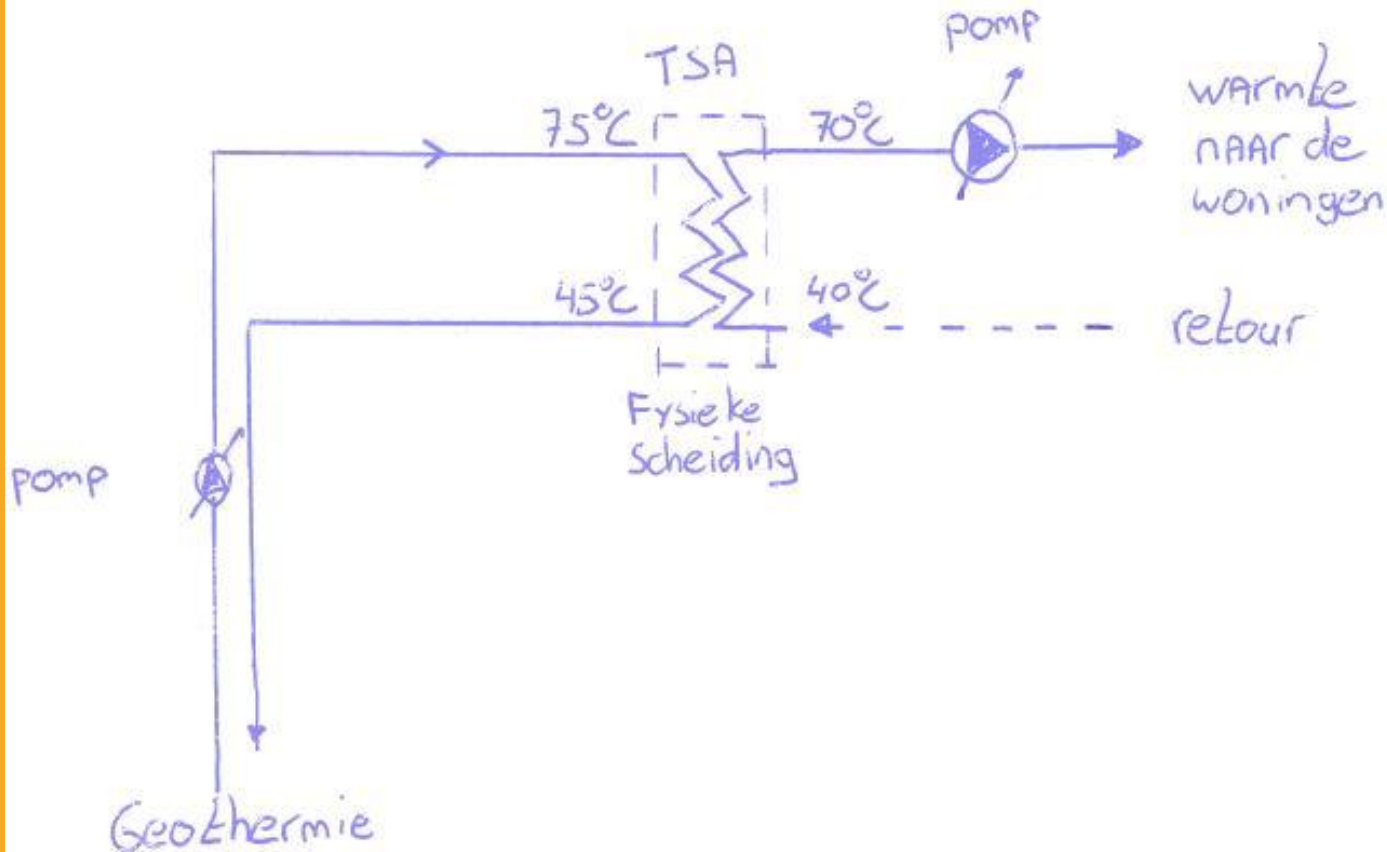 pomp
TSA
75°C
70°C
warmte
naar de
woningen
45°C
40°C
retour
Fysieke
Scheiding
pomp
Geothermie